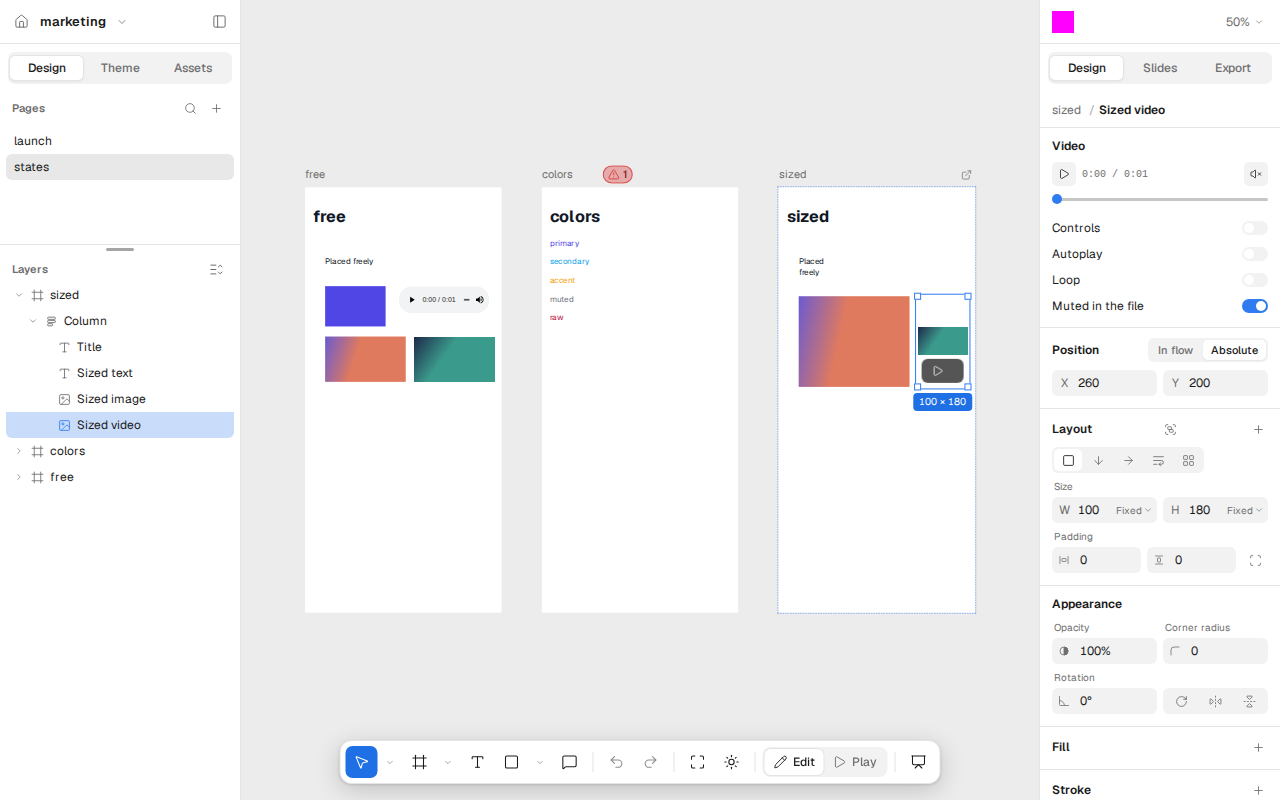 marketing
50%
Design
Theme
Assets
Design
Slides
Export
Pages
launch
states
sized / Sized video
Video
0:00 / 0:01
Controls
Autoplay
Loop
Muted in the file
Position
In flow
Absolute
X 260
Y 200
Layout
Size
W 100 Fixed
H 180 Fixed
Padding
0
0
Appearance
Opacity
Corner radius
100%
0
Rotation
0°
Fill
Stroke
Layers
sized
Column
Title
Sized text
Sized image
Sized video
colors
free
free
free
Placed freely
0:00 / 0:01
colors
1
colors
primary
secondary
accent
muted
raw
sized
sized
Placed
freely
100 × 180
Edit
Play